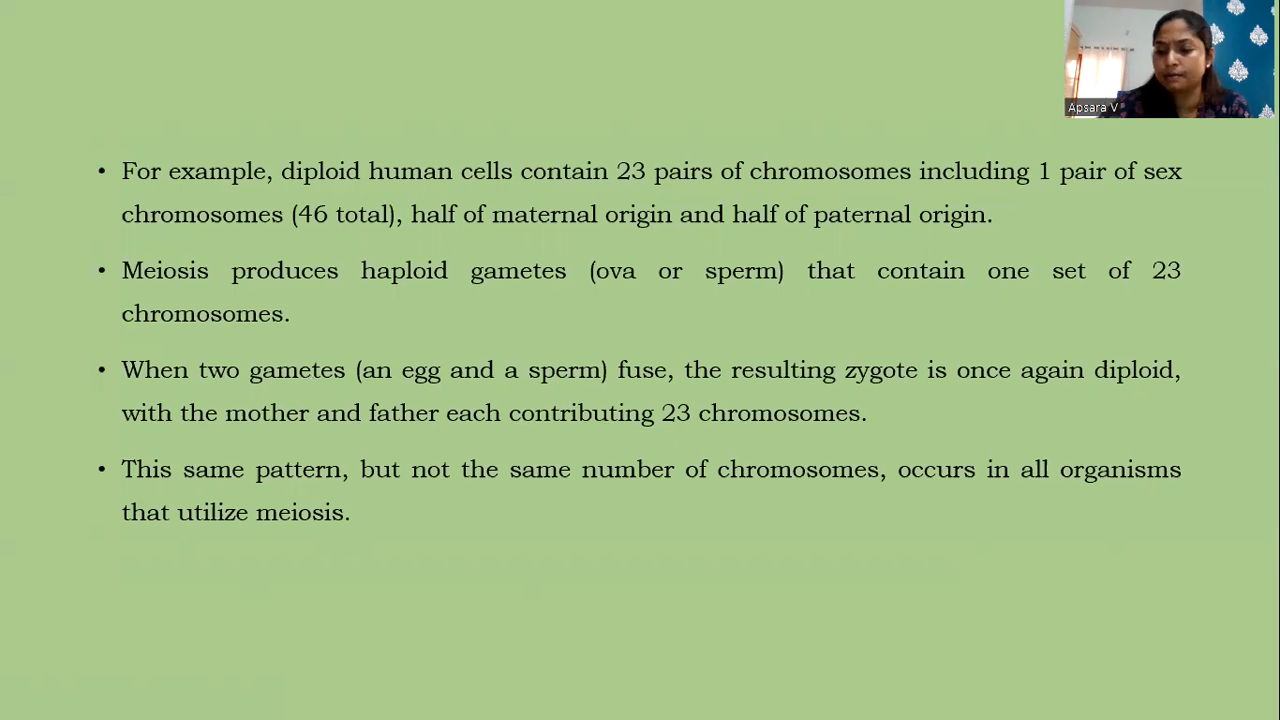 Apsara V
• For example, diploid human cells contain 23 pairs of chromosomes including 1 pair of sex
chromosomes (46 total), half of maternal origin and half of paternal origin.
• Meiosis produces haploid gametes (ova or sperm) that contain one set of 23
chromosomes.
• When two gametes (an egg and a sperm) fuse, the resulting zygote is once again diploid,
with the mother and father each contributing 23 chromosomes.
• This same pattern, but not the same number of chromosomes, occurs in all organisms
that utilize meiosis.